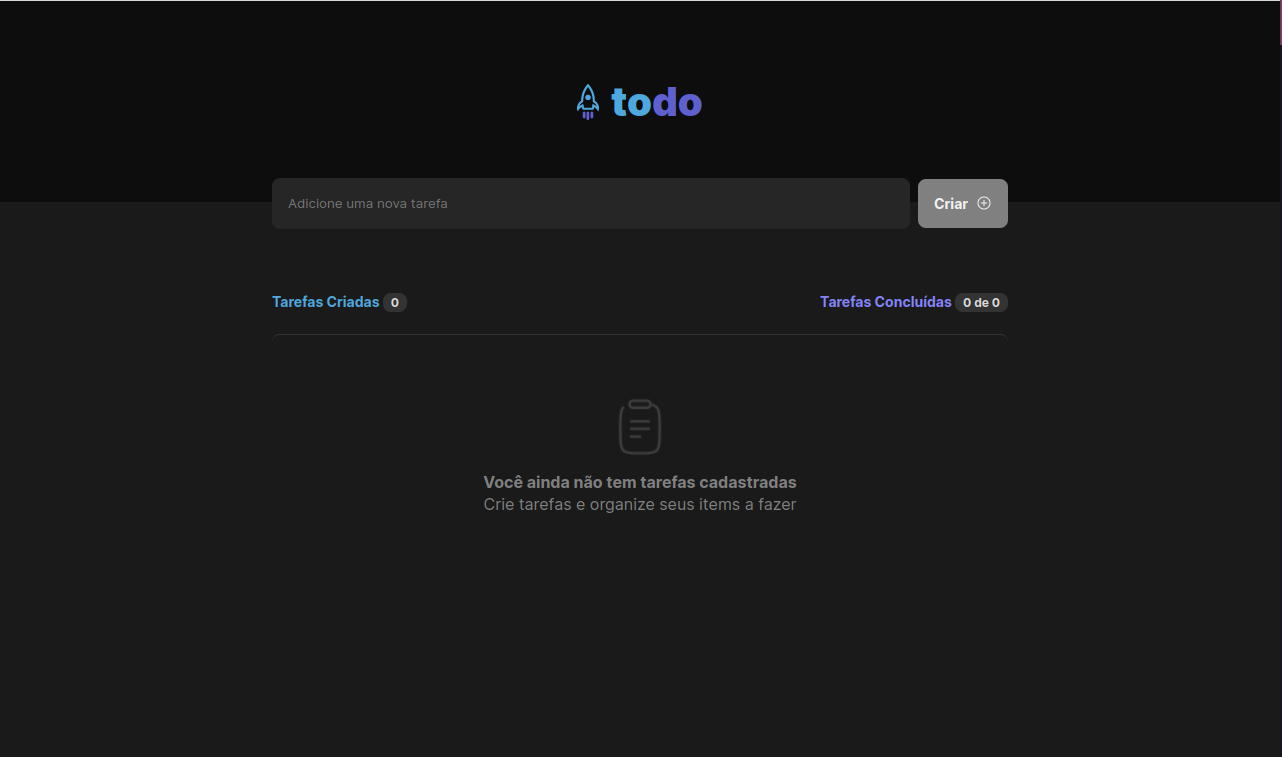 todo
Adicione uma nova tarefa
Criar
Tarefas Criadas 0
Tarefas Concluídas 0 de 0
Você ainda não tem tarefas cadastradas
Crie tarefas e organize seus items a fazer